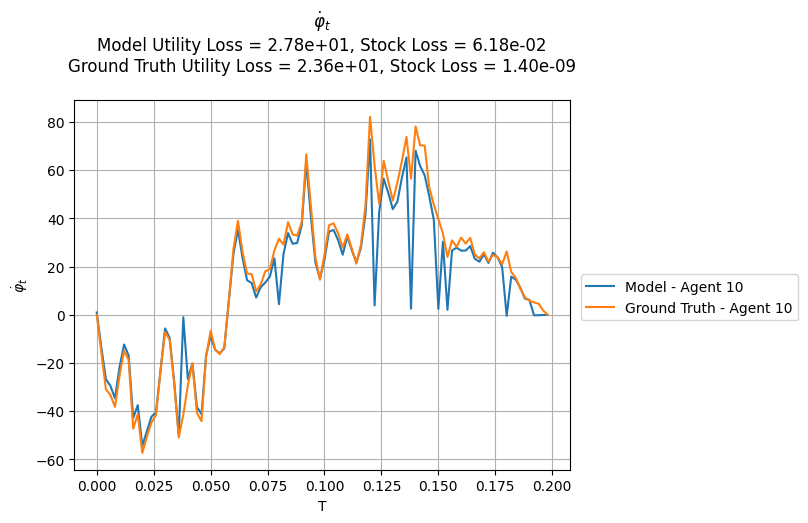 φ̇ₜ
Model Utility Loss = 2.78e+01, Stock Loss = 6.18e-02
Ground Truth Utility Loss = 2.36e+01, Stock Loss = 1.40e-09
80
60
40
20
0
−20
−40
−60
φ̇ₜ
0.000
0.025
0.050
0.075
0.100
0.125
0.150
0.175
0.200
T
Model - Agent 10
Ground Truth - Agent 10